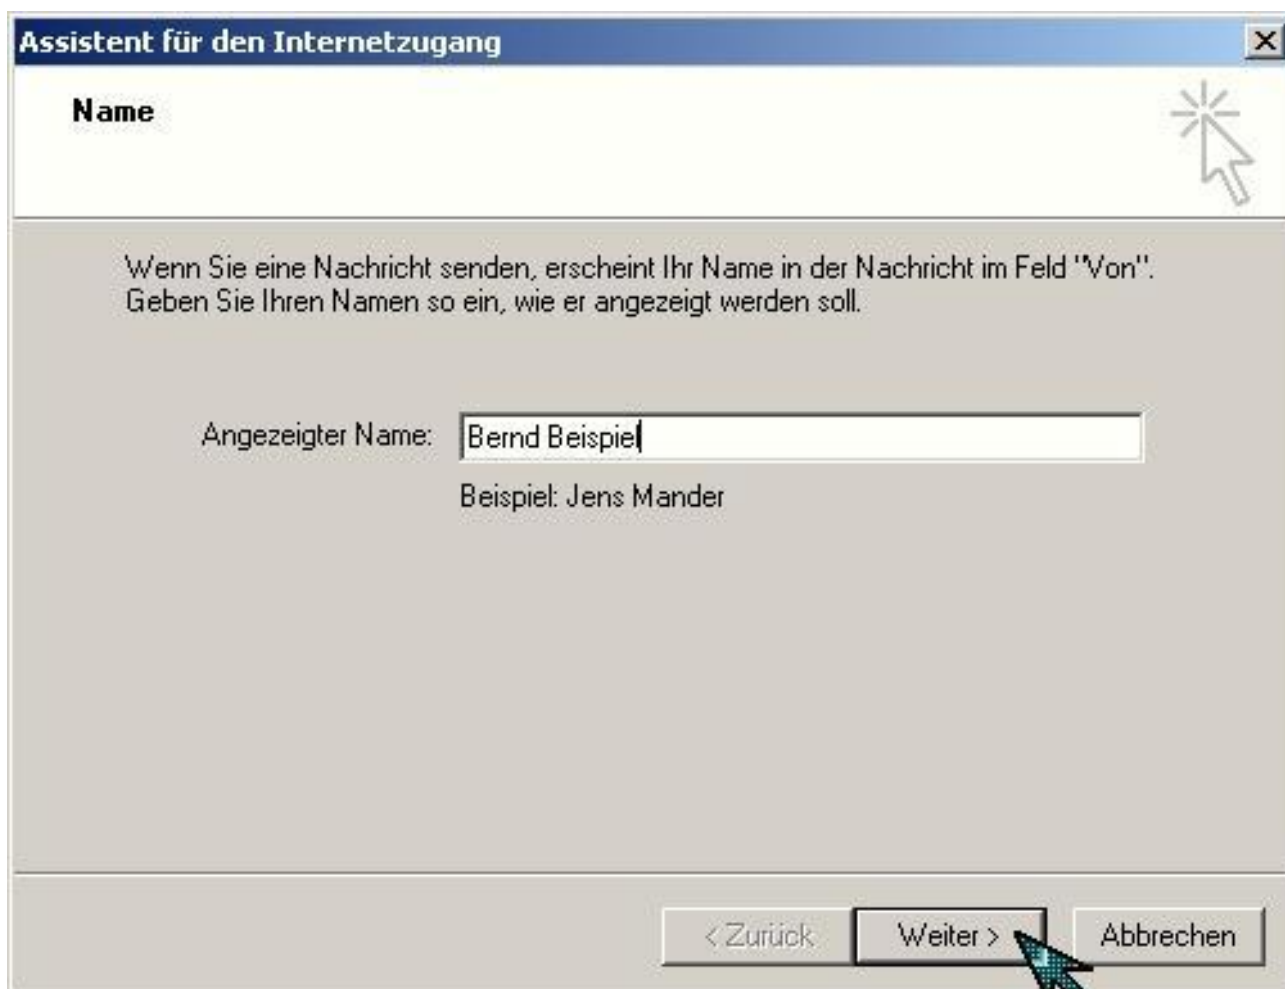 Assistent für den Internetzugang
Name
Wenn Sie eine Nachricht senden, erscheint Ihr Name in der Nachricht im Feld "Von".
Geben Sie Ihren Namen so ein, wie er angezeigt werden soll.
Angezeigter Name: Bernd Beispiel
Beispiel: Jens Mander
< Zurück Weiter > Abbrechen